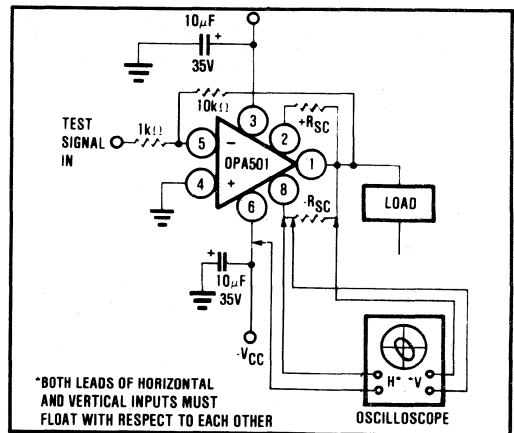 10µF
+
35V
10kΩ
+RSC
TEST
SIGNAL
IN
1kΩ
3
2
5
−
OPA501
1
4
+
8
6
-RSC
LOAD
+
10µF
35V
-VCC
H* *V
OSCILLOSCOPE
*BOTH LEADS OF HORIZONTAL
AND VERTICAL INPUTS MUST
FLOAT WITH RESPECT TO EACH OTHER